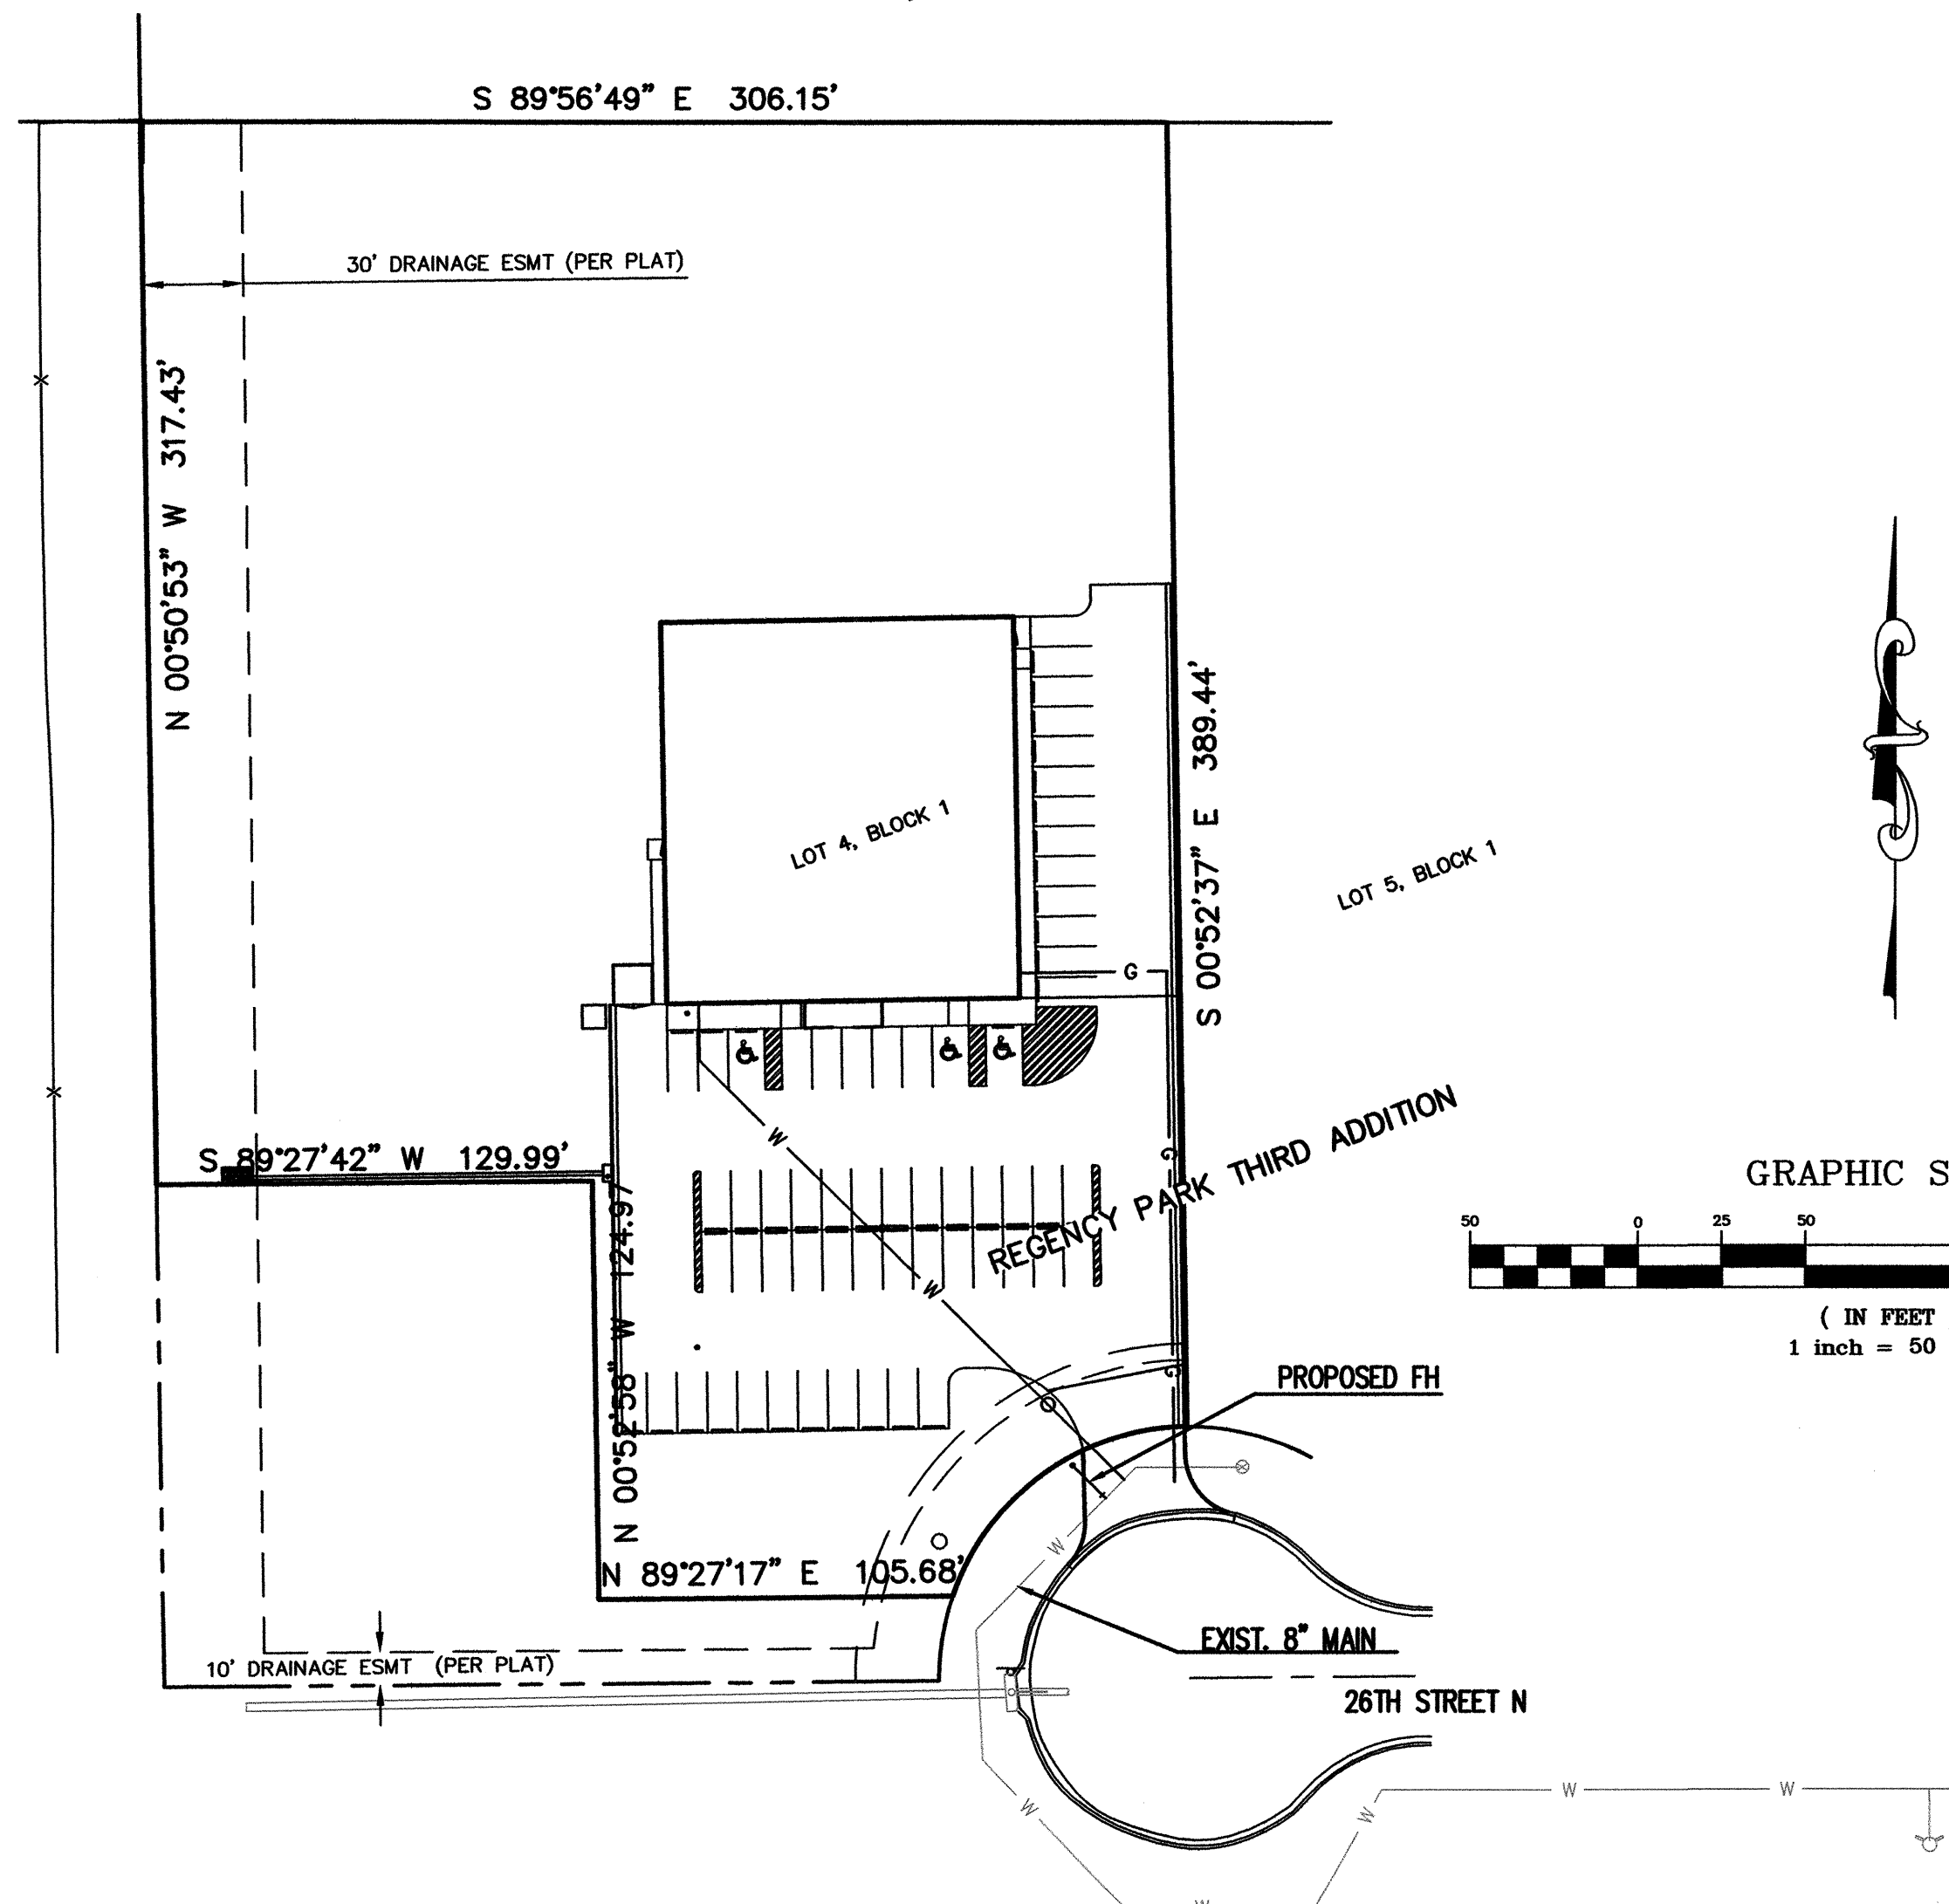 S 89°56'49" E 306.15'
30' DRAINAGE ESMT (PER PLAT)
N 00°50'53" W 317.43'
S 00°52'37" E 389.44'
LOT 4, BLOCK 1
LOT 5, BLOCK 1
G
W
S 89°27'42" W 129.99'
G
REGENCY PARK THIRD ADDITION
GRAPHIC S
50 0 25 50
( IN FEET
1 inch = 50
N 00°52'58" W 124.97'
W
G
PROPOSED FH
W
N 89°27'17" E 105.68'
EXIST. 8" MAIN
10' DRAINAGE ESMT (PER PLAT)
26TH STREET N
W
W
W
W
W